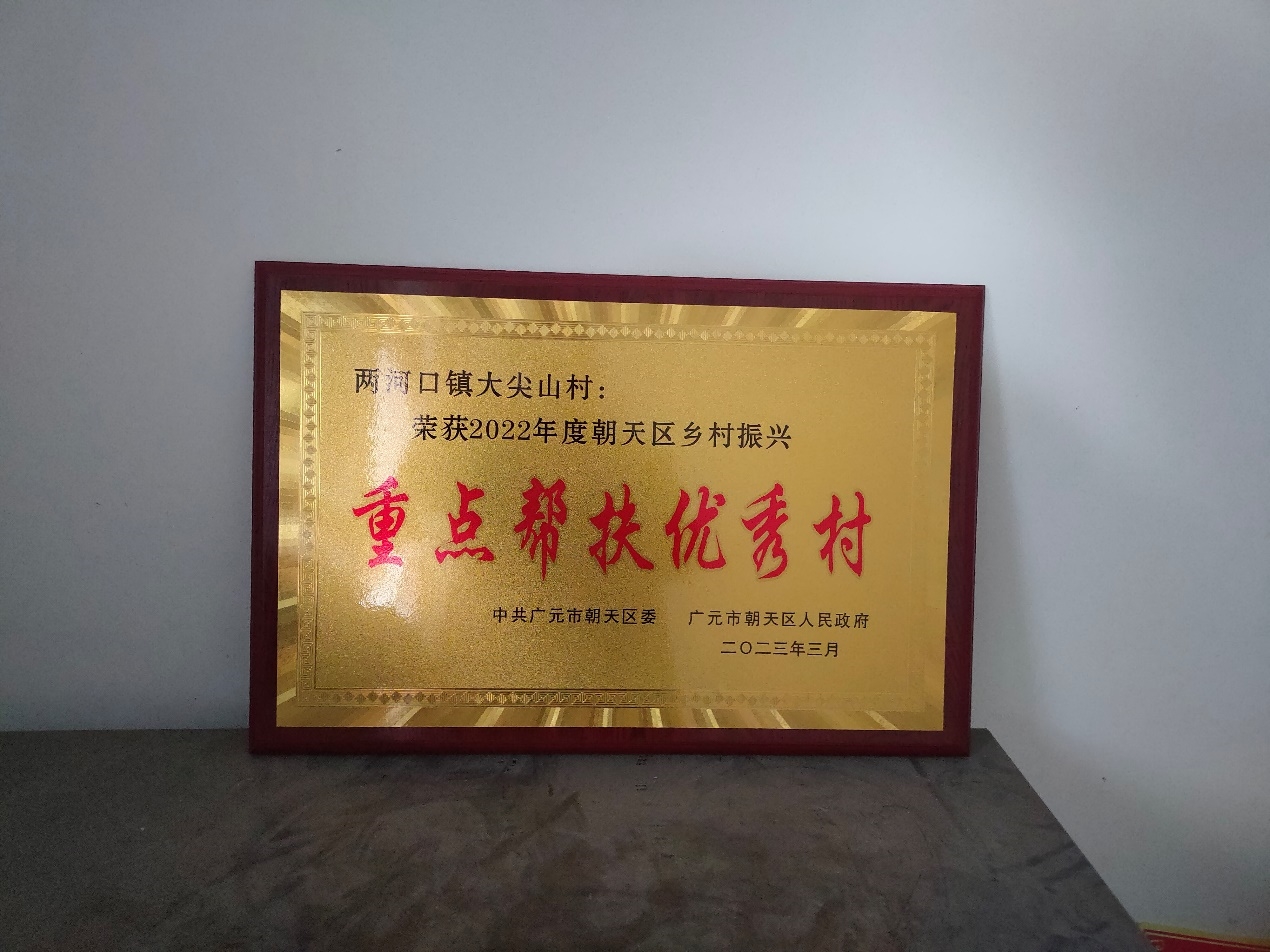 两河口镇大尖山村：
荣获2022年度朝天区乡村振兴
重点帮扶优秀村
中共广元市朝天区委 广元市朝天区人民政府
二〇二三年三月